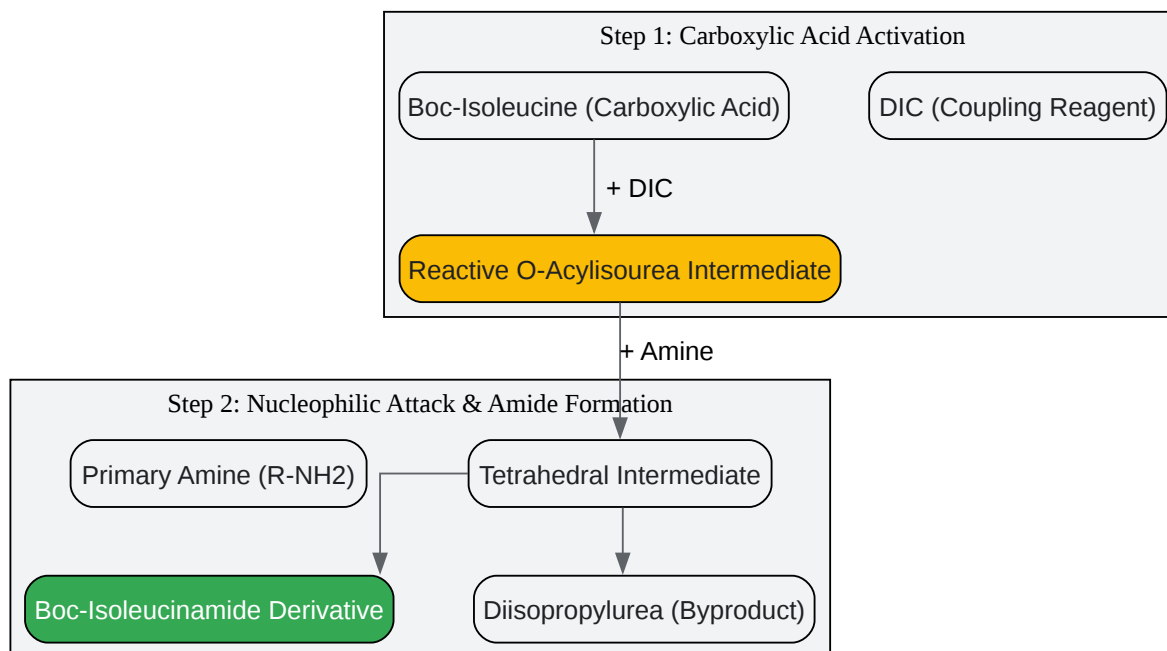 Step 1: Carboxylic Acid Activation
Boc-Isoleucine (Carboxylic Acid)
DIC (Coupling Reagent)
+ DIC
Reactive O-Acylisourea Intermediate
+ Amine
Step 2: Nucleophilic Attack & Amide Formation
Primary Amine (R-NH2)
Tetrahedral Intermediate
Boc-Isoleucinamide Derivative
Diisopropylurea (Byproduct)